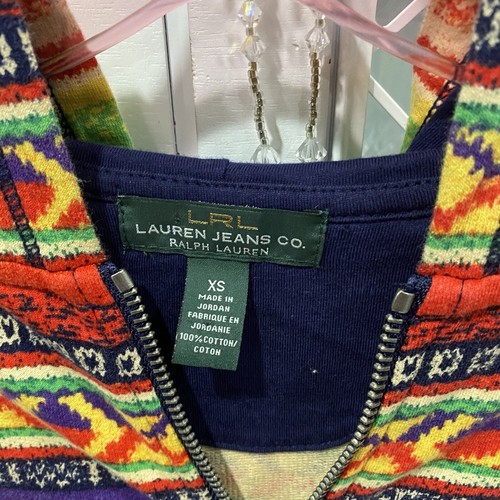 LRL
LAUREN JEANS CO.
RALPH LAUREN
XS
MADE IN
JORDAN
FABRIQUE EN
JORDANIE
100% COTTON/
COTON